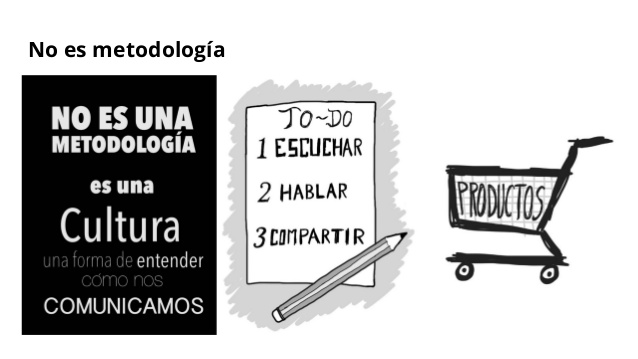 No es metodología
NO ES UNA
METODOLOGÍA
es una
Cultura
una forma de entender
cómo nos
COMUNICAMOS
TO~DO
1 ESCUCHAR
2 HABLAR
3 COMPARTIR
PRODUCTOS